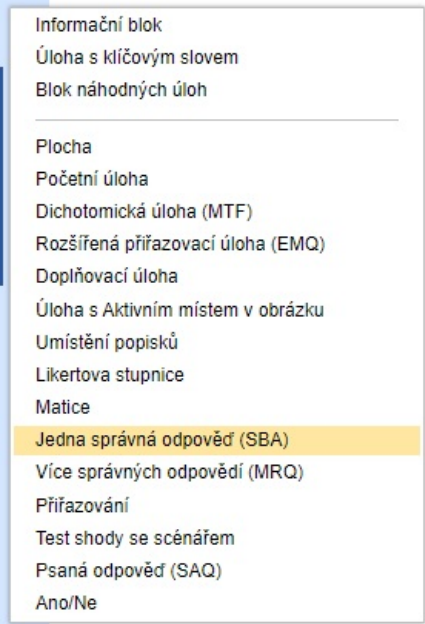 Informační blok
Úloha s klíčovým slovem
Blok náhodných úloh
Plocha
Početní úloha
Dichotomická úloha (MTF)
Rozšířená přiřazovací úloha (EMQ)
Doplňovací úloha
Úloha s Aktivním místem v obrázku
Umístění popisků
Likertova stupnice
Matice
Jedna správná odpověď (SBA)
Více správných odpovědí (MRQ)
Přiřazování
Test shody se scénářem
Psaná odpověď (SAQ)
Ano/Ne